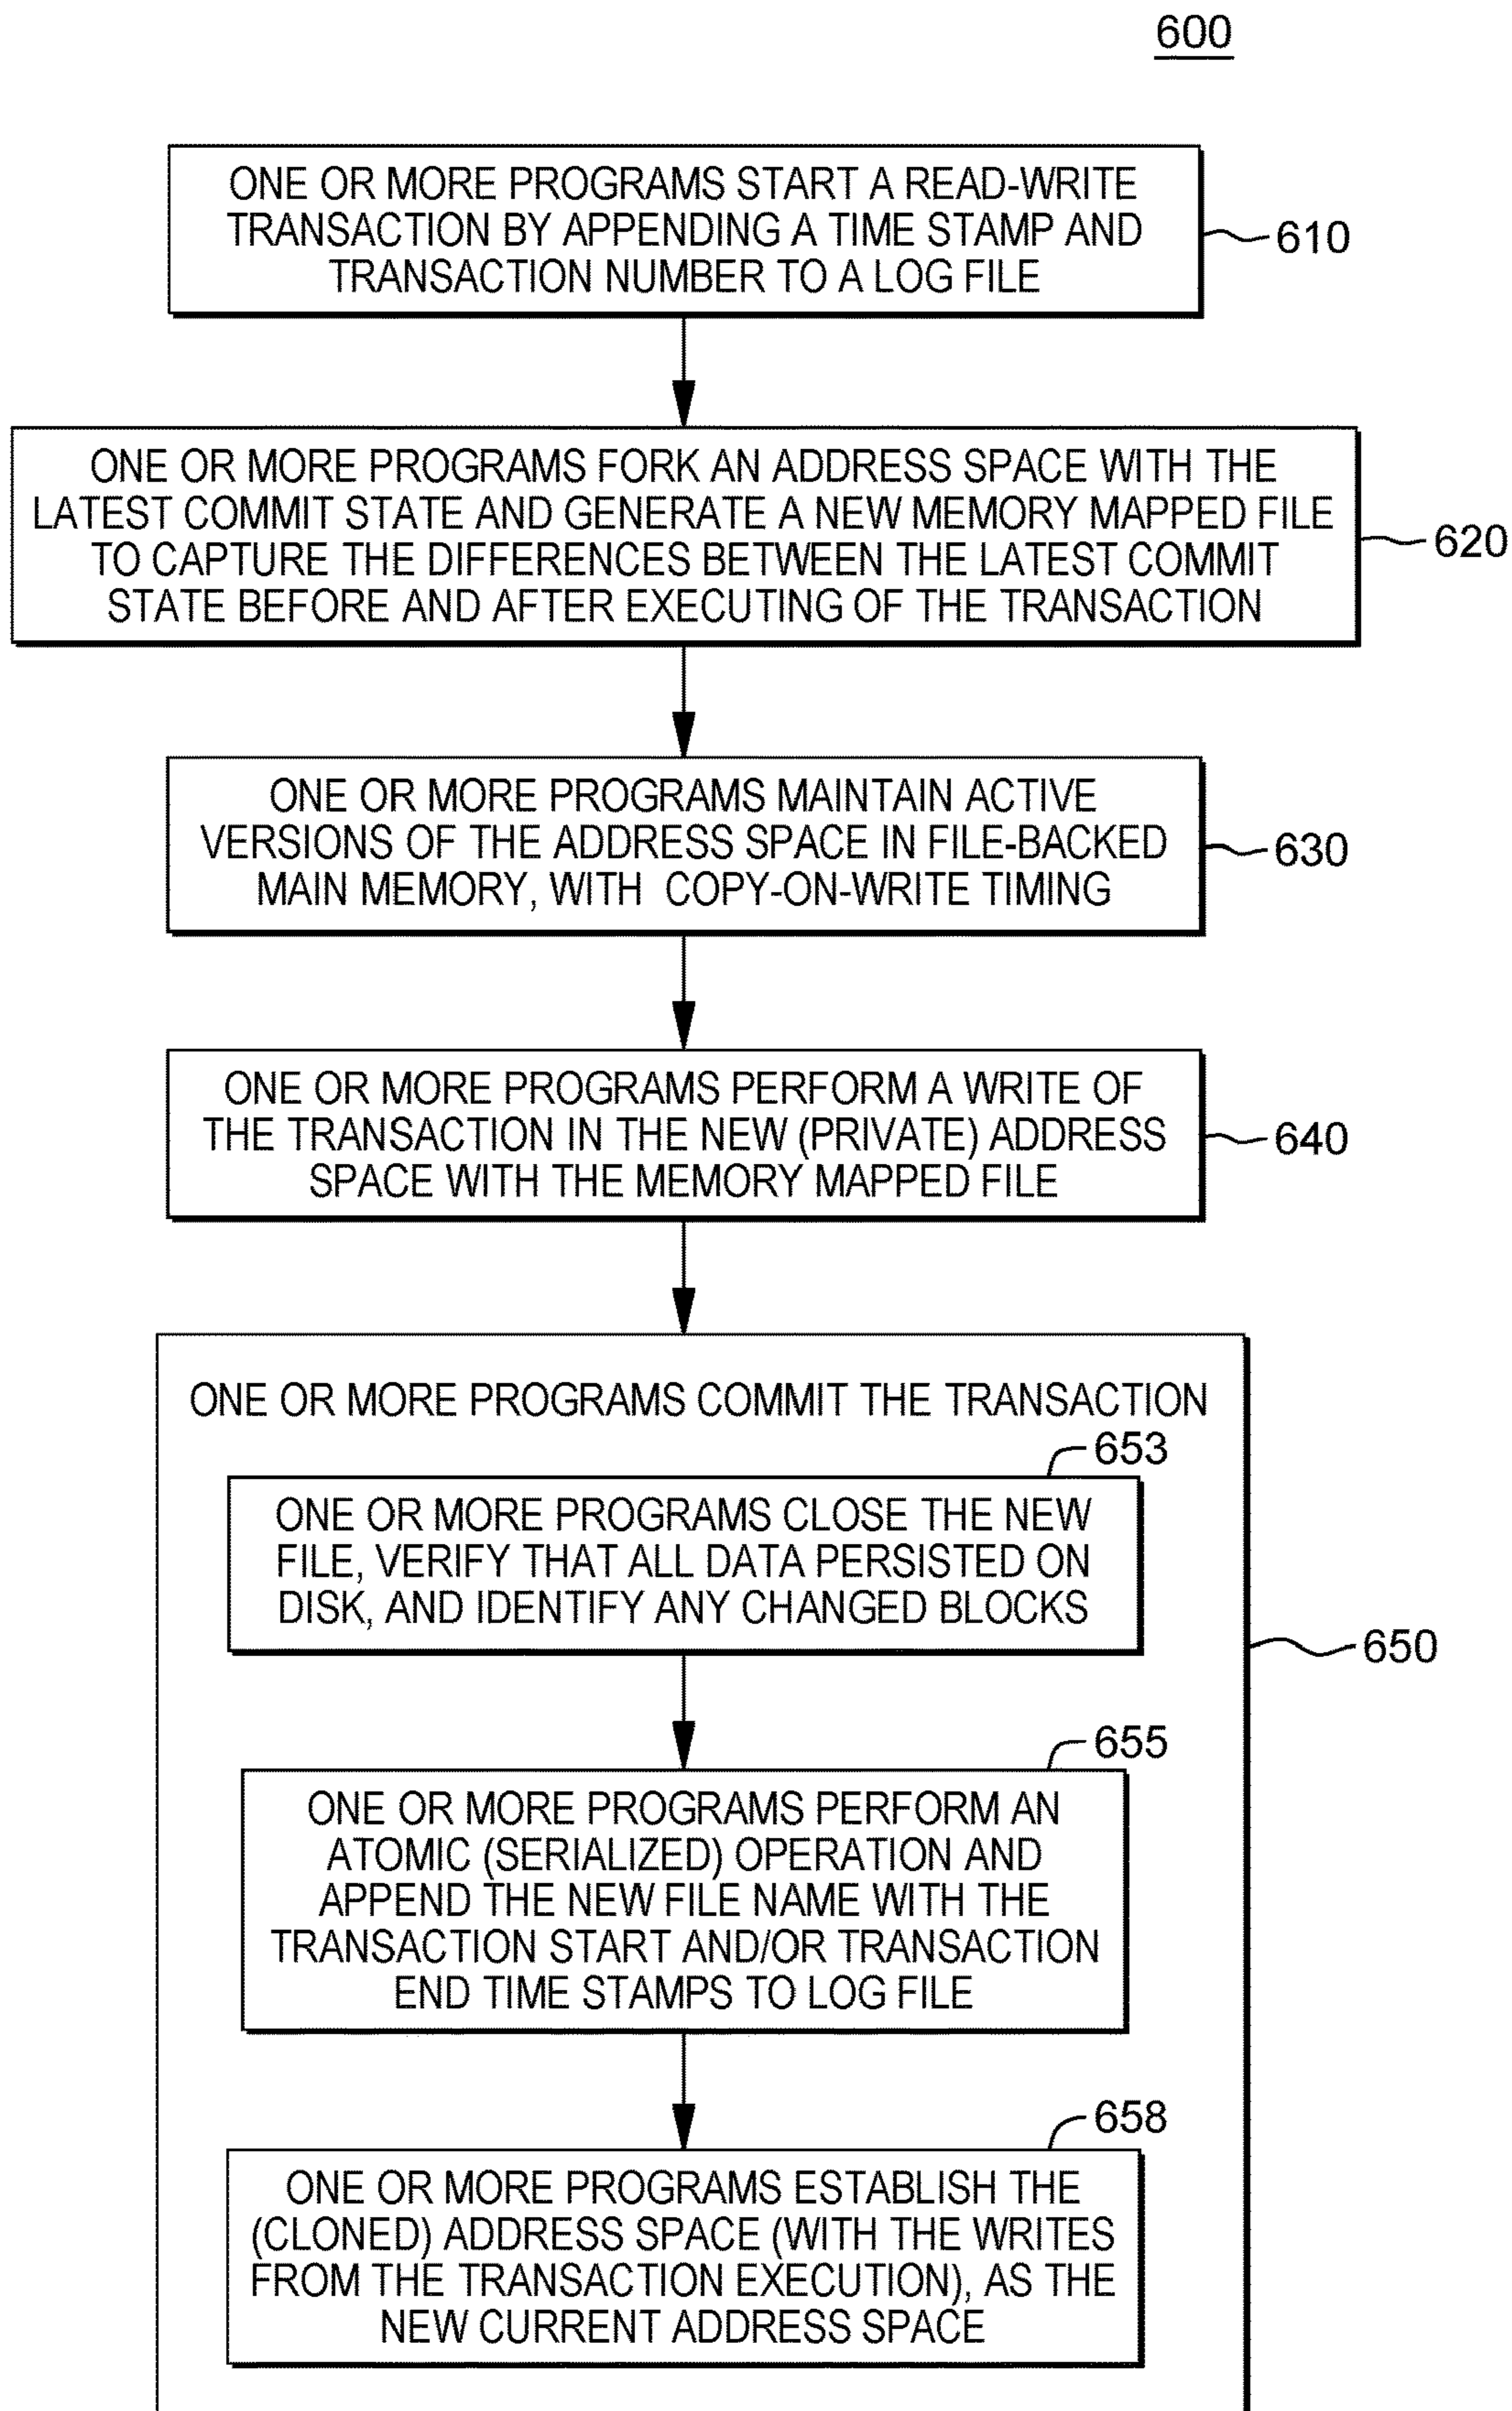 600
ONE OR MORE PROGRAMS START A READ-WRITE
TRANSACTION BY APPENDING A TIME STAMP AND
TRANSACTION NUMBER TO A LOG FILE
610
ONE OR MORE PROGRAMS FORK AN ADDRESS SPACE WITH THE
LATEST COMMIT STATE AND GENERATE A NEW MEMORY MAPPED FILE
TO CAPTURE THE DIFFERENCES BETWEEN THE LATEST COMMIT
STATE BEFORE AND AFTER EXECUTING OF THE TRANSACTION
620
ONE OR MORE PROGRAMS MAINTAIN ACTIVE
VERSIONS OF THE ADDRESS SPACE IN FILE-BACKED
MAIN MEMORY, WITH COPY-ON-WRITE TIMING
630
ONE OR MORE PROGRAMS PERFORM A WRITE OF
THE TRANSACTION IN THE NEW (PRIVATE) ADDRESS
SPACE WITH THE MEMORY MAPPED FILE
640
ONE OR MORE PROGRAMS COMMIT THE TRANSACTION
653
ONE OR MORE PROGRAMS CLOSE THE NEW
FILE, VERIFY THAT ALL DATA PERSISTED ON
DISK, AND IDENTIFY ANY CHANGED BLOCKS
650
655
ONE OR MORE PROGRAMS PERFORM AN
ATOMIC (SERIALIZED) OPERATION AND
APPEND THE NEW FILE NAME WITH THE
TRANSACTION START AND/OR TRANSACTION
END TIME STAMPS TO LOG FILE
658
ONE OR MORE PROGRAMS ESTABLISH THE
(CLONED) ADDRESS SPACE (WITH THE WRITES
FROM THE TRANSACTION EXECUTION), AS THE
NEW CURRENT ADDRESS SPACE